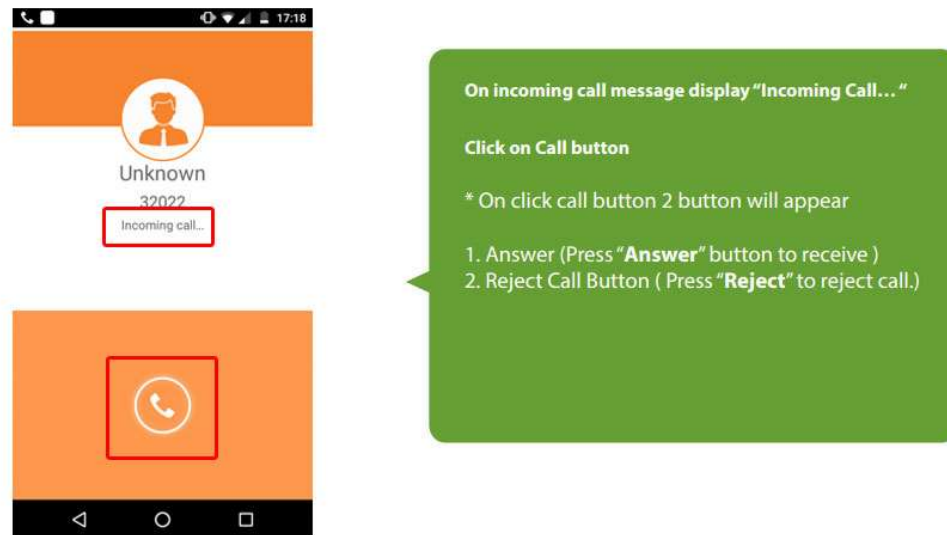 17:18
Unknown
32022
Incoming call...
On incoming call message display “Incoming Call... “
Click on Call button
* On click call button 2 button will appear
1. Answer (Press “Answer” button to receive )
2. Reject Call Button ( Press “Reject” to reject call.)